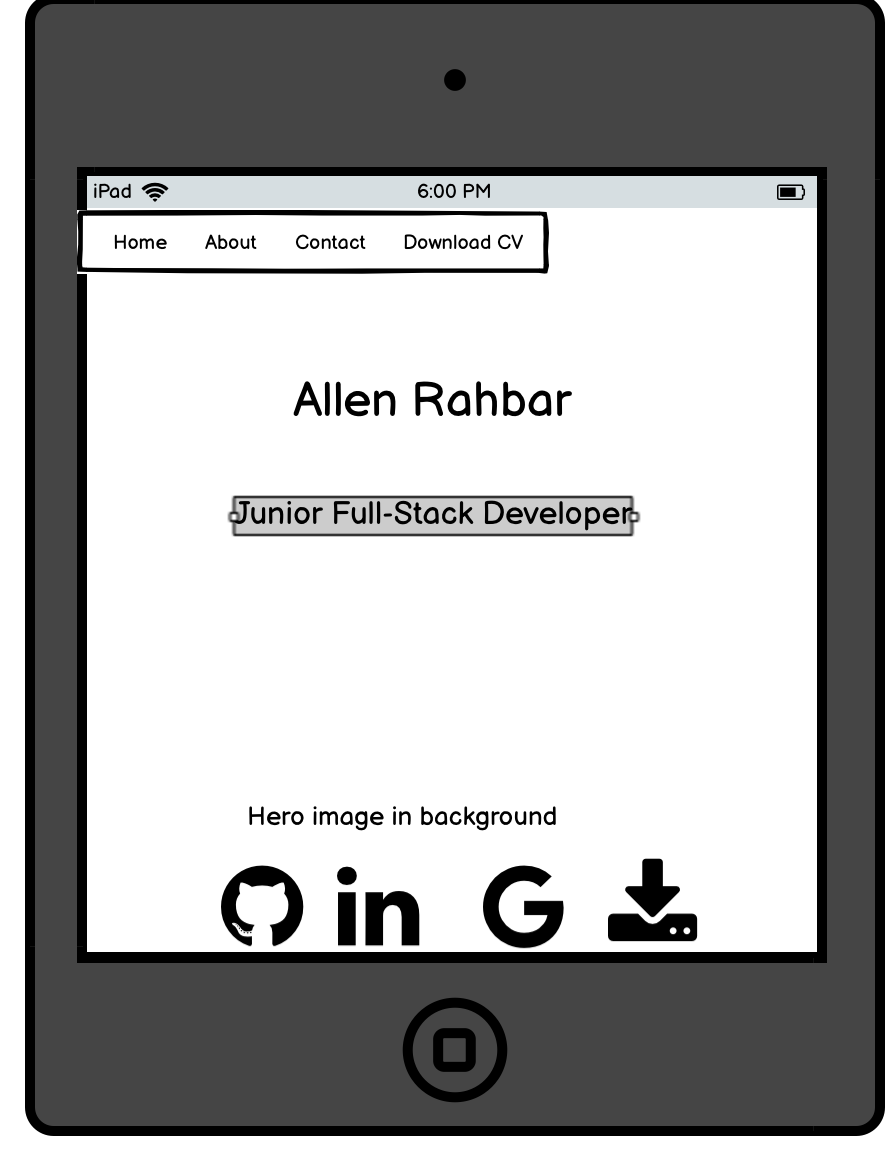 iPad 6:00 PM
Home About Contact Download CV
Allen Rahbar
Junior Full-Stack Developer
Hero image in background
in G